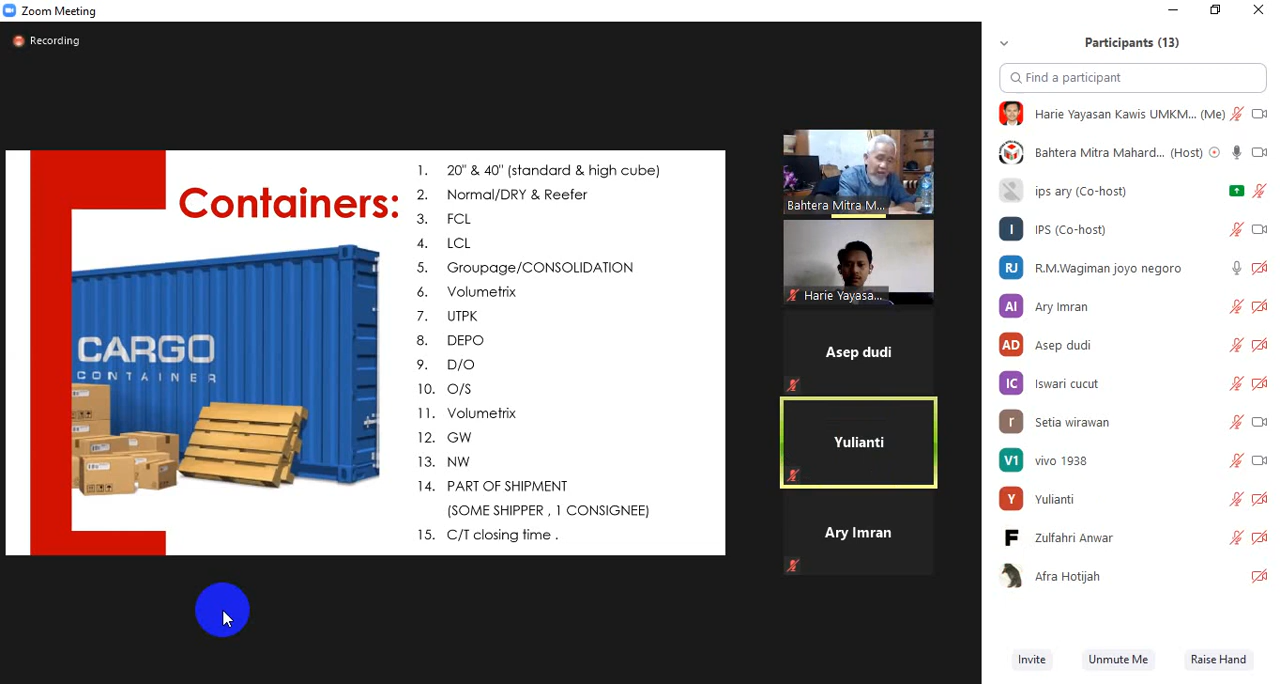 Zoom Meeting
Recording
Containers:
CARGO
CONTAINER
1. 20" & 40" (standard & high cube)
2. Normal/DRY & Reefer
3. FCL
4. LCL
5. Groupage/CONSOLIDATION
6. Volumetrix
7. UTPK
8. DEPO
9. D/O
10. O/S
11. Volumetrix
12. GW
13. NW
14. PART OF SHIPMENT
(SOME SHIPPER , 1 CONSIGNEE)
15. C/T closing time .
Bahtera Mitra M...
Harie Yayasa...
Asep dudi
Yulianti
Ary Imran
Participants (13)
Find a participant
Harie Yayasan Kawis UMKM... (Me)
Bahtera Mitra Mahard... (Host)
ips ary (Co-host)
I IPS (Co-host)
RJ R.M.Wagiman joyo negoro
AI Ary Imran
AD Asep dudi
IC Iswari cucut
r Setia wirawan
V1 vivo 1938
Y Yulianti
F Zulfahri Anwar
Afra Hotijah
Invite Unmute Me Raise Hand